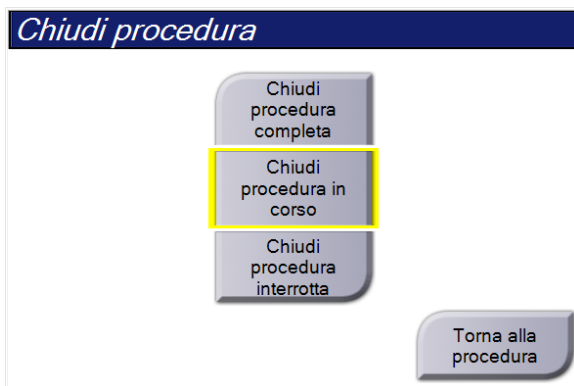 Chiudi procedura
Chiudi
procedura
completa
Chiudi
procedura in
corso
Chiudi
procedura
interrotta
Torna alla
procedura